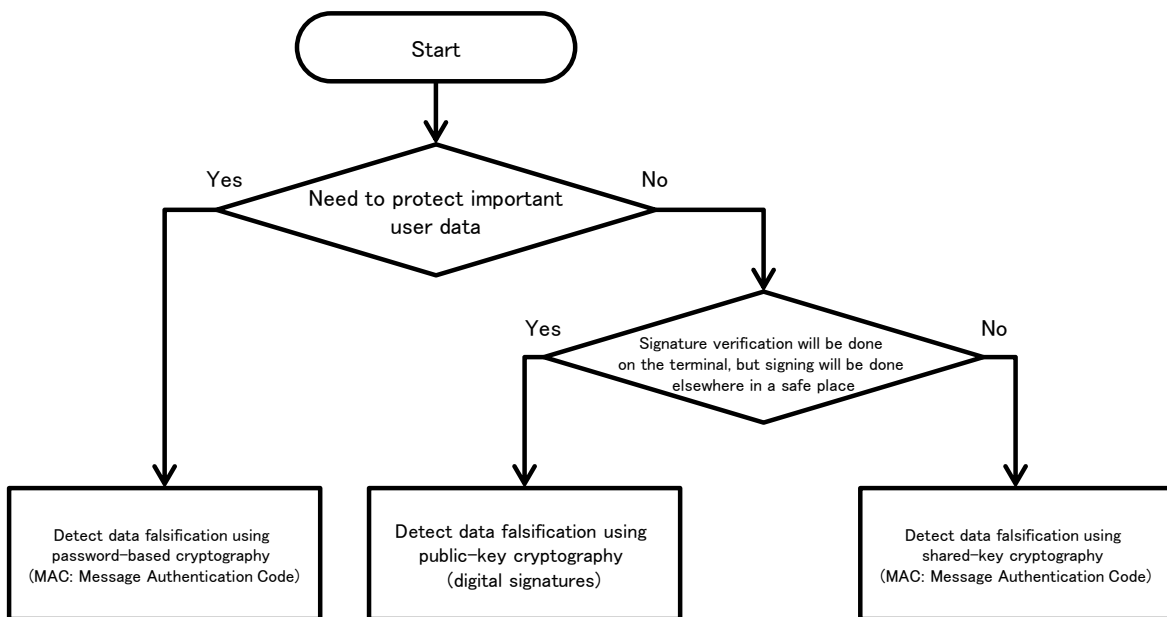 Start
Yes
No
Need to protect important
user data
Yes
No
Signature verification will be done
on the terminal, but signing will be done
elsewhere in a safe place
Detect data falsification using
password-based cryptography
(MAC: Message Authentication Code)
Detect data falsification using
public-key cryptography
(digital signatures)
Detect data falsification using
shared-key cryptography
(MAC: Message Authentication Code)